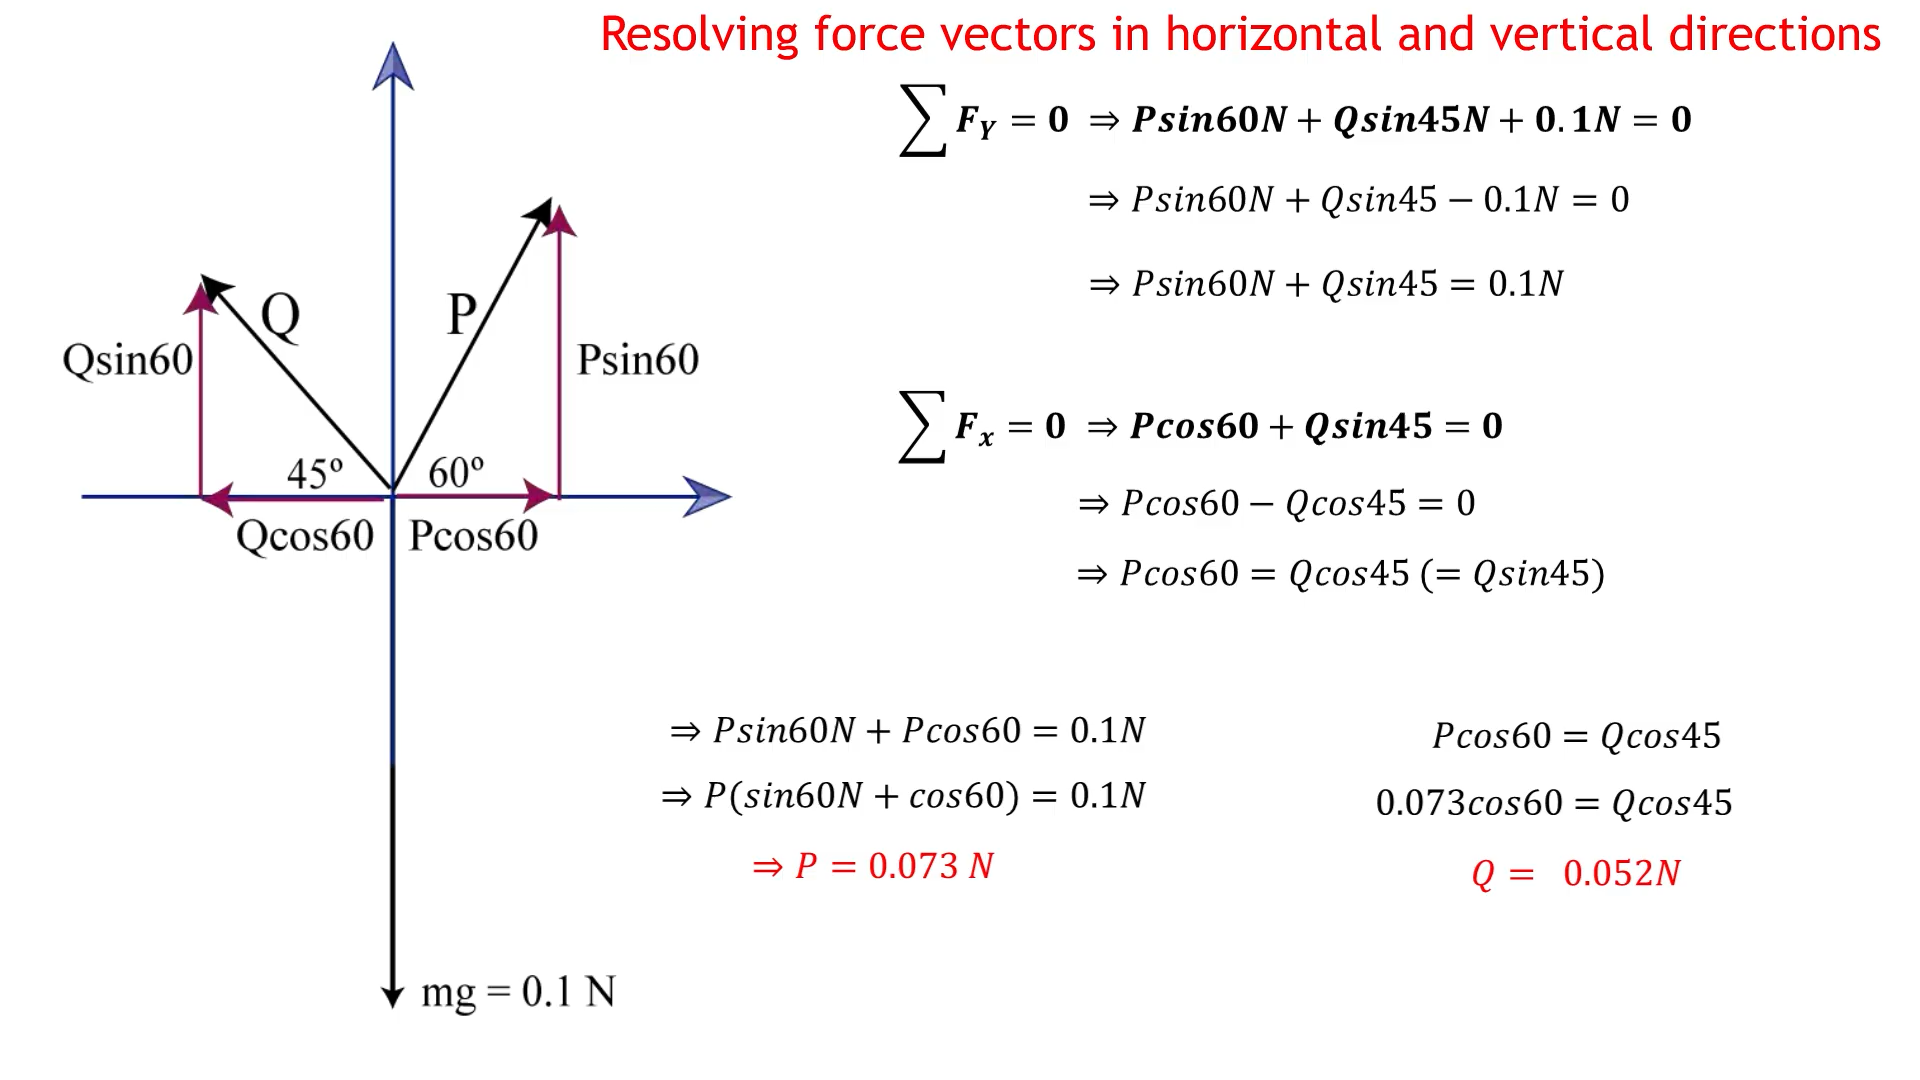 Resolving force vectors in horizontal and vertical directions
∑ F_Y = 0 ⇒ Psin60N + Qsin45N + 0.1N = 0
⇒ Psin60N + Qsin45 − 0.1N = 0
⇒ Psin60N + Qsin45 = 0.1N
∑ F_x = 0 ⇒ Pcos60 + Qsin45 = 0
⇒ Pcos60 − Qcos45 = 0
⇒ Pcos60 = Qcos45 (= Qsin45)
Q
P
Qsin60
Psin60
45º
60º
Qcos60
Pcos60
mg = 0.1 N
⇒ Psin60N + Pcos60 = 0.1N
⇒ P(sin60N + cos60) = 0.1N
⇒ P = 0.073 N
Pcos60 = Qcos45
0.073cos60 = Qcos45
Q = 0.052N